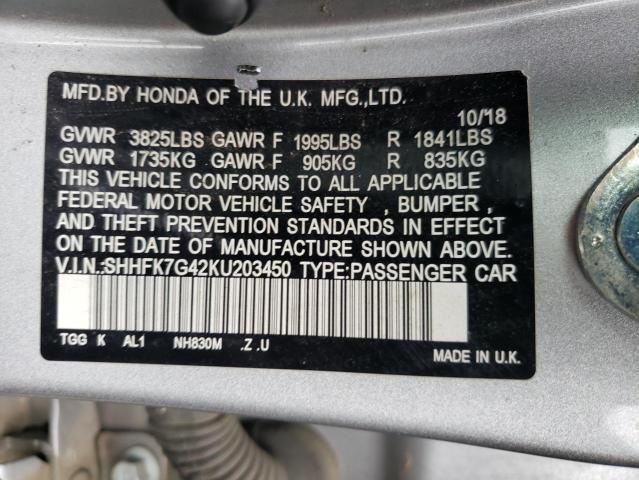 MFD.BY HONDA OF THE U.K. MFG.,LTD.
10/18
GVWR 3825LBS GAWR F 1995LBS R 1841LBS
GVWR 1735KG GAWR F 905KG R 835KG
THIS VEHICLE CONFORMS TO ALL APPLICABLE
FEDERAL MOTOR VEHICLE SAFETY , BUMPER ,
AND THEFT PREVENTION STANDARDS IN EFFECT
ON THE DATE OF MANUFACTURE SHOWN ABOVE.
V.I.N.:SHHFK7G42KU203450 TYPE:PASSENGER CAR
TGG K AL1 NH830M .Z .U
MADE IN U.K.